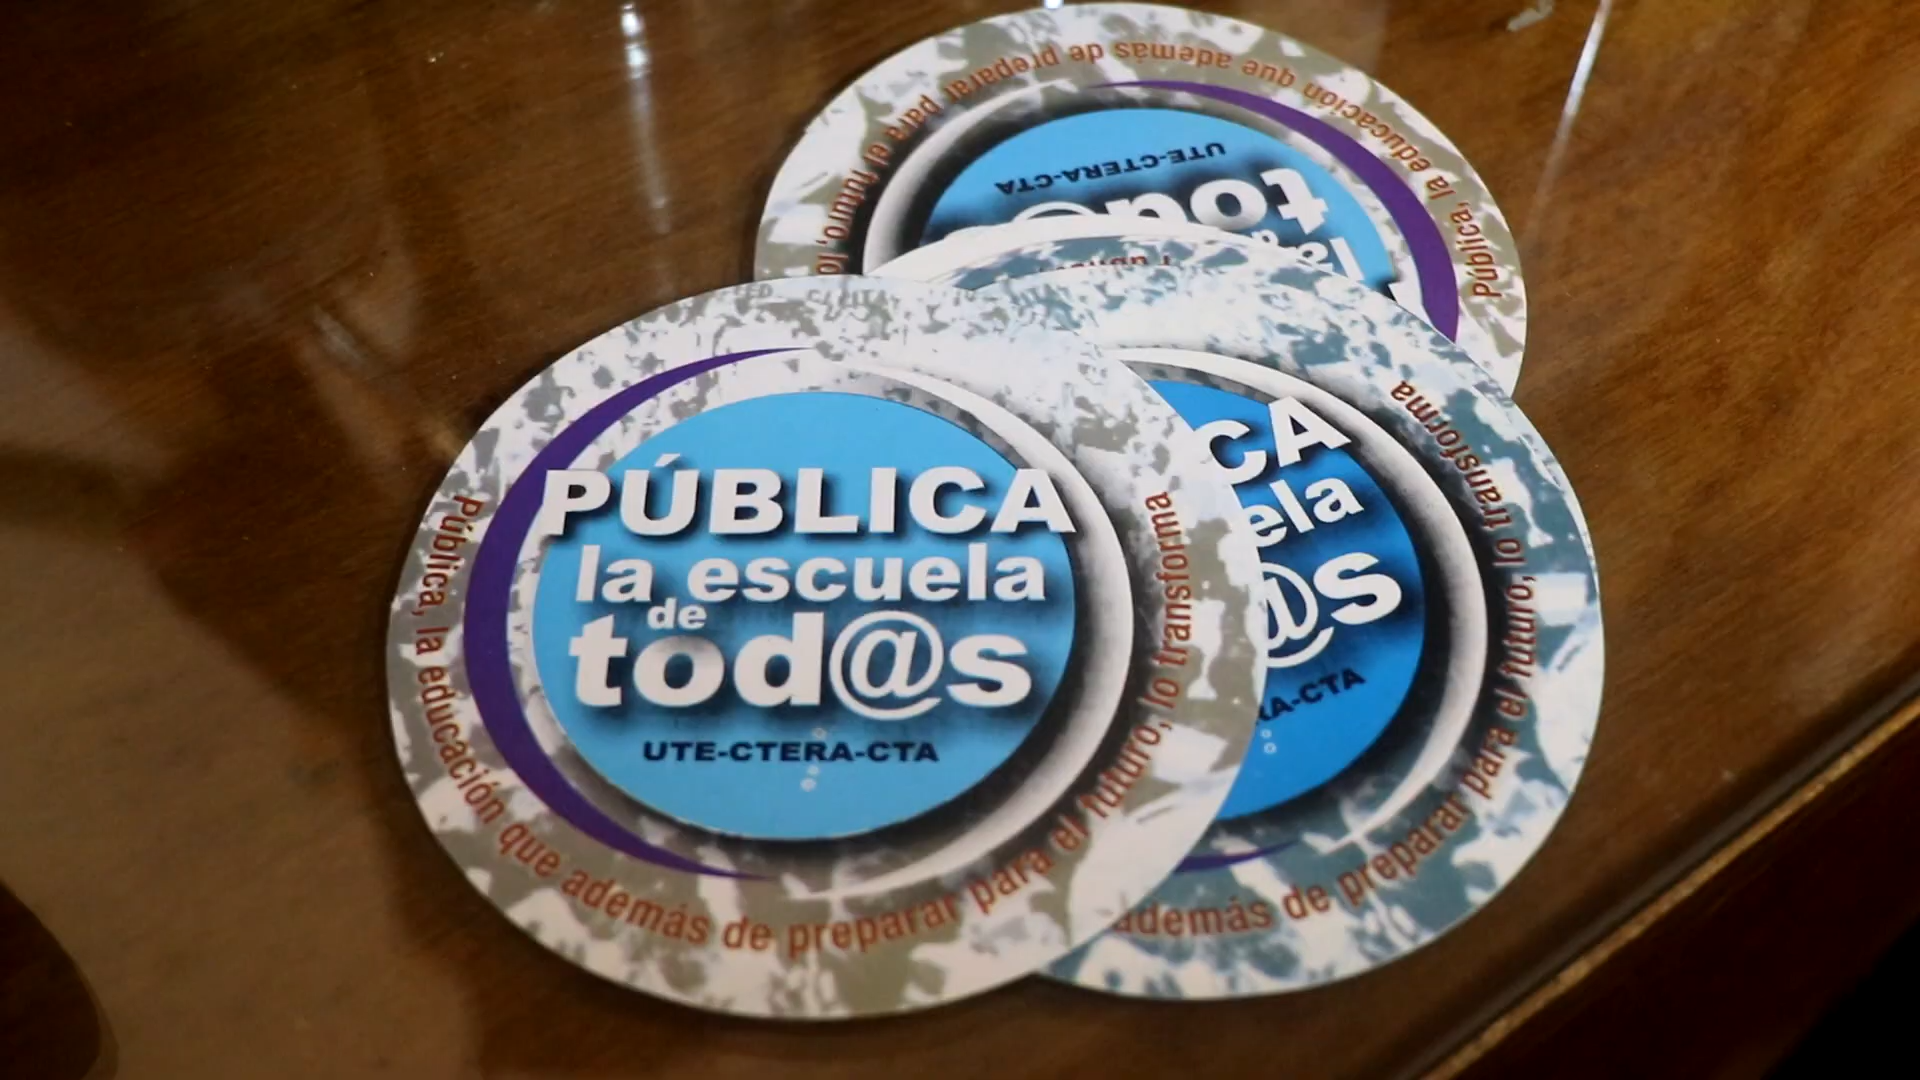 PÚBLICA
la escuela
de
tod@s
UTE-CTERA-CTA
Pública, la educación que además de preparar para el futuro, lo transforma
CA
ela
@s
RA-CTA
además de preparar para el futuro, lo transforma
Pública, la educación que además de preparar para el futuro, lo
UTE-CTERA-CTA
tod@
la